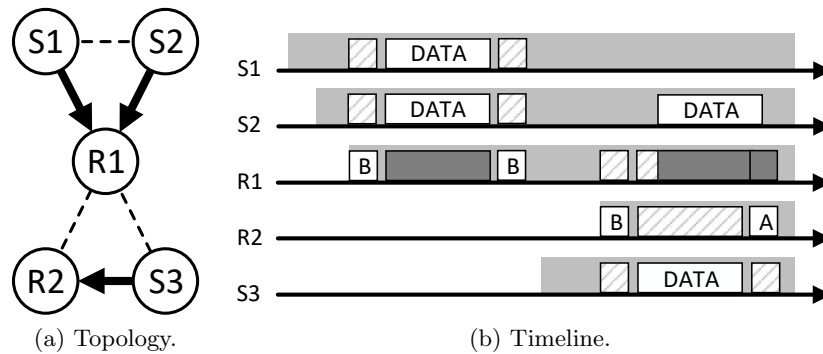 S1 S2
R1
R2 S3
(a) Topology.
S1 DATA
S2 DATA DATA
R1 B B
R2 B A
S3 DATA
(b) Timeline.